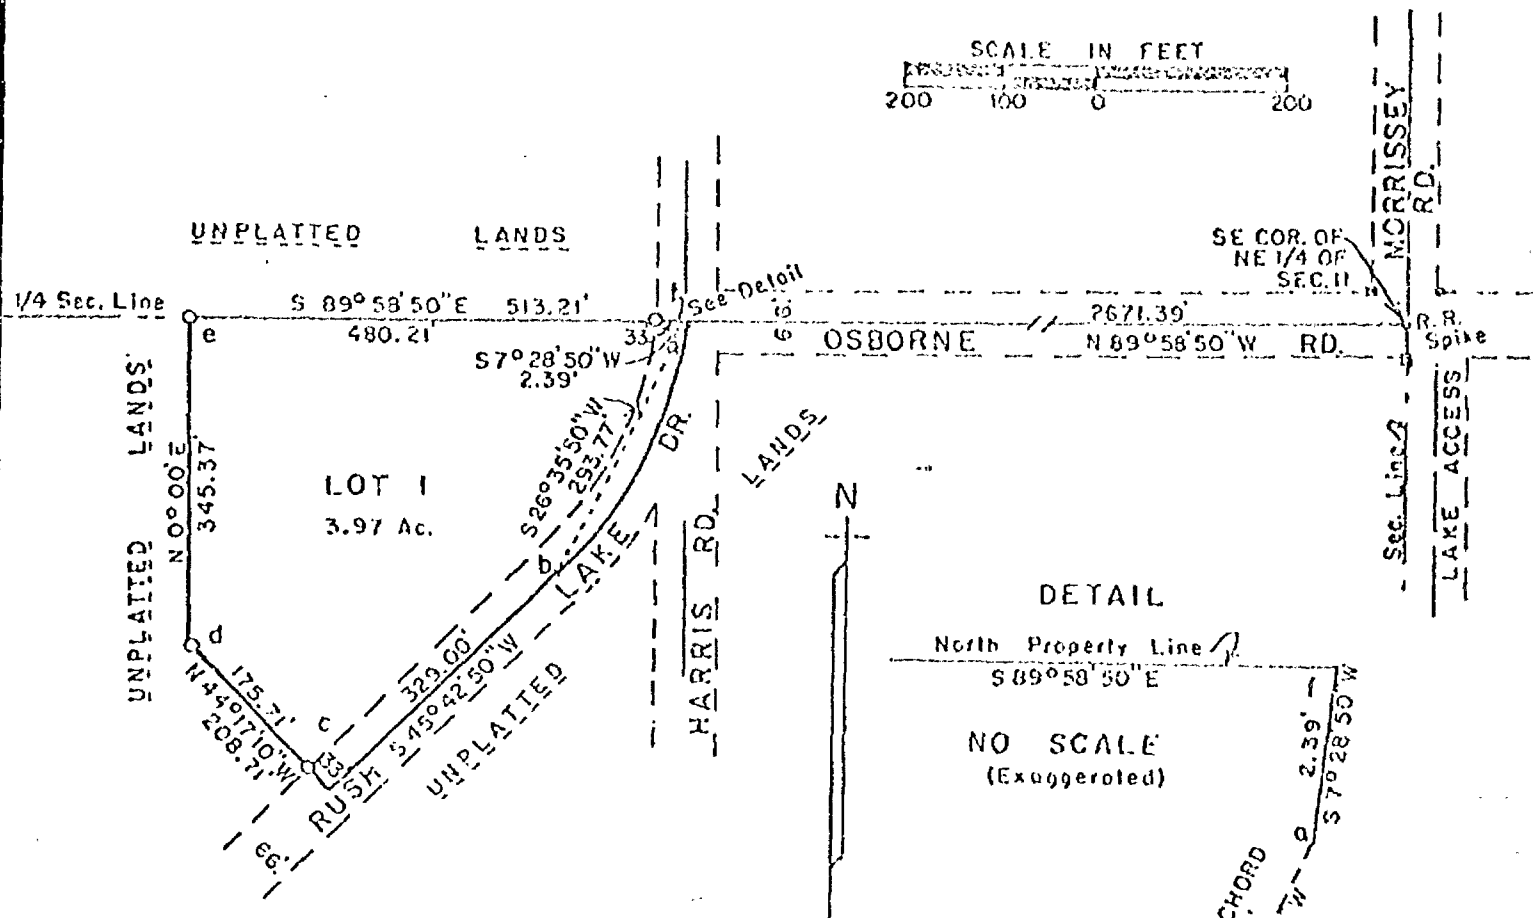 SCALE IN FEET
200 100 0 200
MORRISSEY
RD.
UNPLATTED LANDS
SE COR. OF
NE 1/4 OF
SEC. 11
1/4 Sec. Line
S 89° 58' 50" E 513.21'
480.21'
33
See Detail
f
e
a
66'
2671.39'
OSBORNE
N 89° 58' 50" W RD.
R.R.
Spike
S 7° 28' 50" W
2.39'
UNPLATTED LANDS
N 0° 00' E
345.37'
LOT 1
3.97 Ac.
S 26° 35' 50" W
293.77'
DR.
LANDS
N
Sec. Line
LAKE ACCESS
b
LAKE
HARRIS RD.
d
175.71'
N 44° 17' 10" W
208.71'
c
33
329.00'
S 45° 42' 50" W
RUSH
UNPLATTED
66'
DETAIL
North Property Line
S 89° 58' 50" E
NO SCALE
(Exaggerated)
f
2.39'
S 7° 28' 50" W
a
CHORD
W